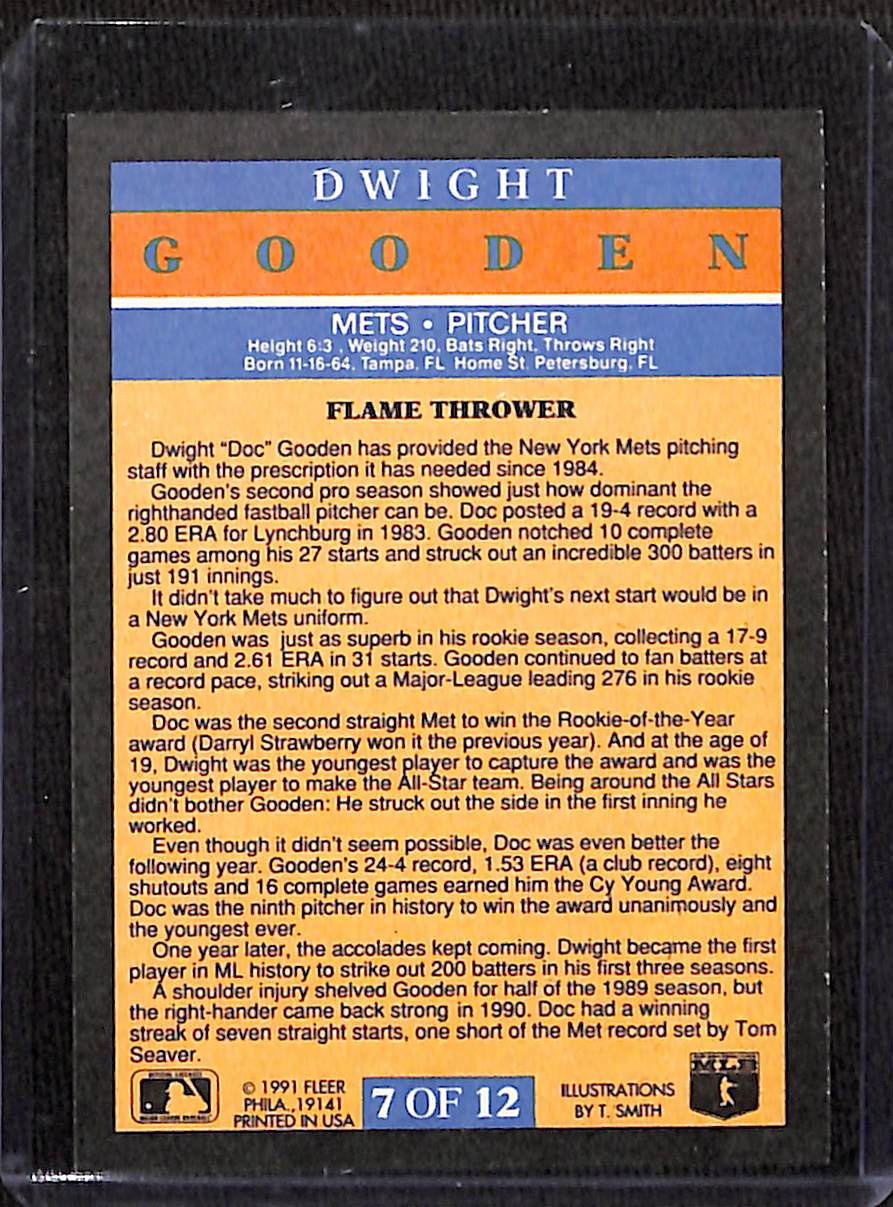 DWIGHT
GOODEN
METS • PITCHER
Height 6:3 , Weight 210, Bats Right, Throws Right
Born 11-16-64, Tampa, FL Home St. Petersburg, FL
FLAME THROWER
Dwight "Doc" Gooden has provided the New York Mets pitching
staff with the prescription it has needed since 1984.
Gooden's second pro season showed just how dominant the
righthanded fastball pitcher can be. Doc posted a 19-4 record with a
2.80 ERA for Lynchburg in 1983. Gooden notched 10 complete
games among his 27 starts and struck out an incredible 300 batters in
just 191 innings.
It didn't take much to figure out that Dwight's next start would be in
a New York Mets uniform.
Gooden was just as superb in his rookie season, collecting a 17-9
record and 2.61 ERA in 31 starts. Gooden continued to fan batters at
a record pace, striking out a Major-League leading 276 in his rookie
season.
Doc was the second straight Met to win the Rookie-of-the-Year
award (Darryl Strawberry won it the previous year). And at the age of
19, Dwight was the youngest player to capture the award and was the
youngest player to make the All-Star team. Being around the All Stars
didn't bother Gooden: He struck out the side in the first inning he
worked.
Even though it didn't seem possible, Doc was even better the
following year. Gooden's 24-4 record, 1.53 ERA (a club record), eight
shutouts and 16 complete games earned him the Cy Young Award.
Doc was the ninth pitcher in history to win the award unanimously and
the youngest ever.
One year later, the accolades kept coming. Dwight became the first
player in ML history to strike out 200 batters in his first three seasons.
A shoulder injury shelved Gooden for half of the 1989 season, but
the right-hander came back strong in 1990. Doc had a winning
streak of seven straight starts, one short of the Met record set by Tom
Seaver.
© 1991 FLEER
PHILA., 19141
PRINTED IN USA
7 OF 12
ILLUSTRATIONS
BY T. SMITH